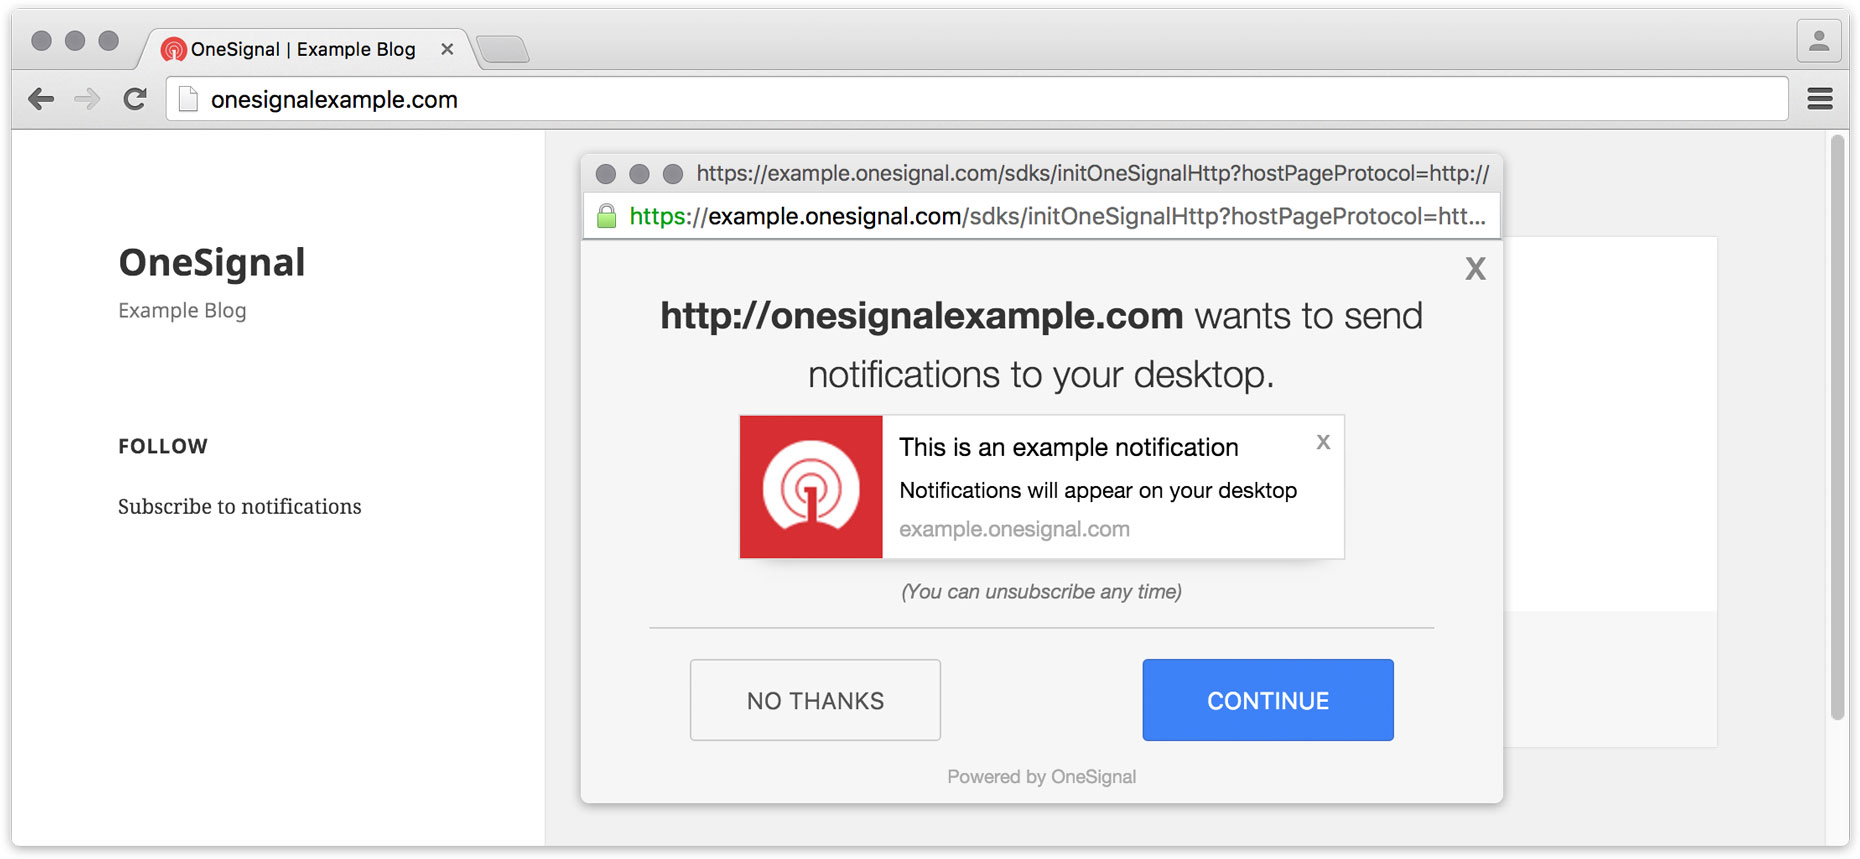 OneSignal | Example Blog
onesignalexample.com
OneSignal
Example Blog
FOLLOW
Subscribe to notifications
https://example.onesignal.com/sdks/initOneSignalHttp?hostPageProtocol=http://
https://example.onesignal.com/sdks/initOneSignalHttp?hostPageProtocol=htt...
X
http://onesignalexample.com wants to send
notifications to your desktop.
This is an example notification
X
Notifications will appear on your desktop
example.onesignal.com
(You can unsubscribe any time)
NO THANKS
CONTINUE
Powered by OneSignal